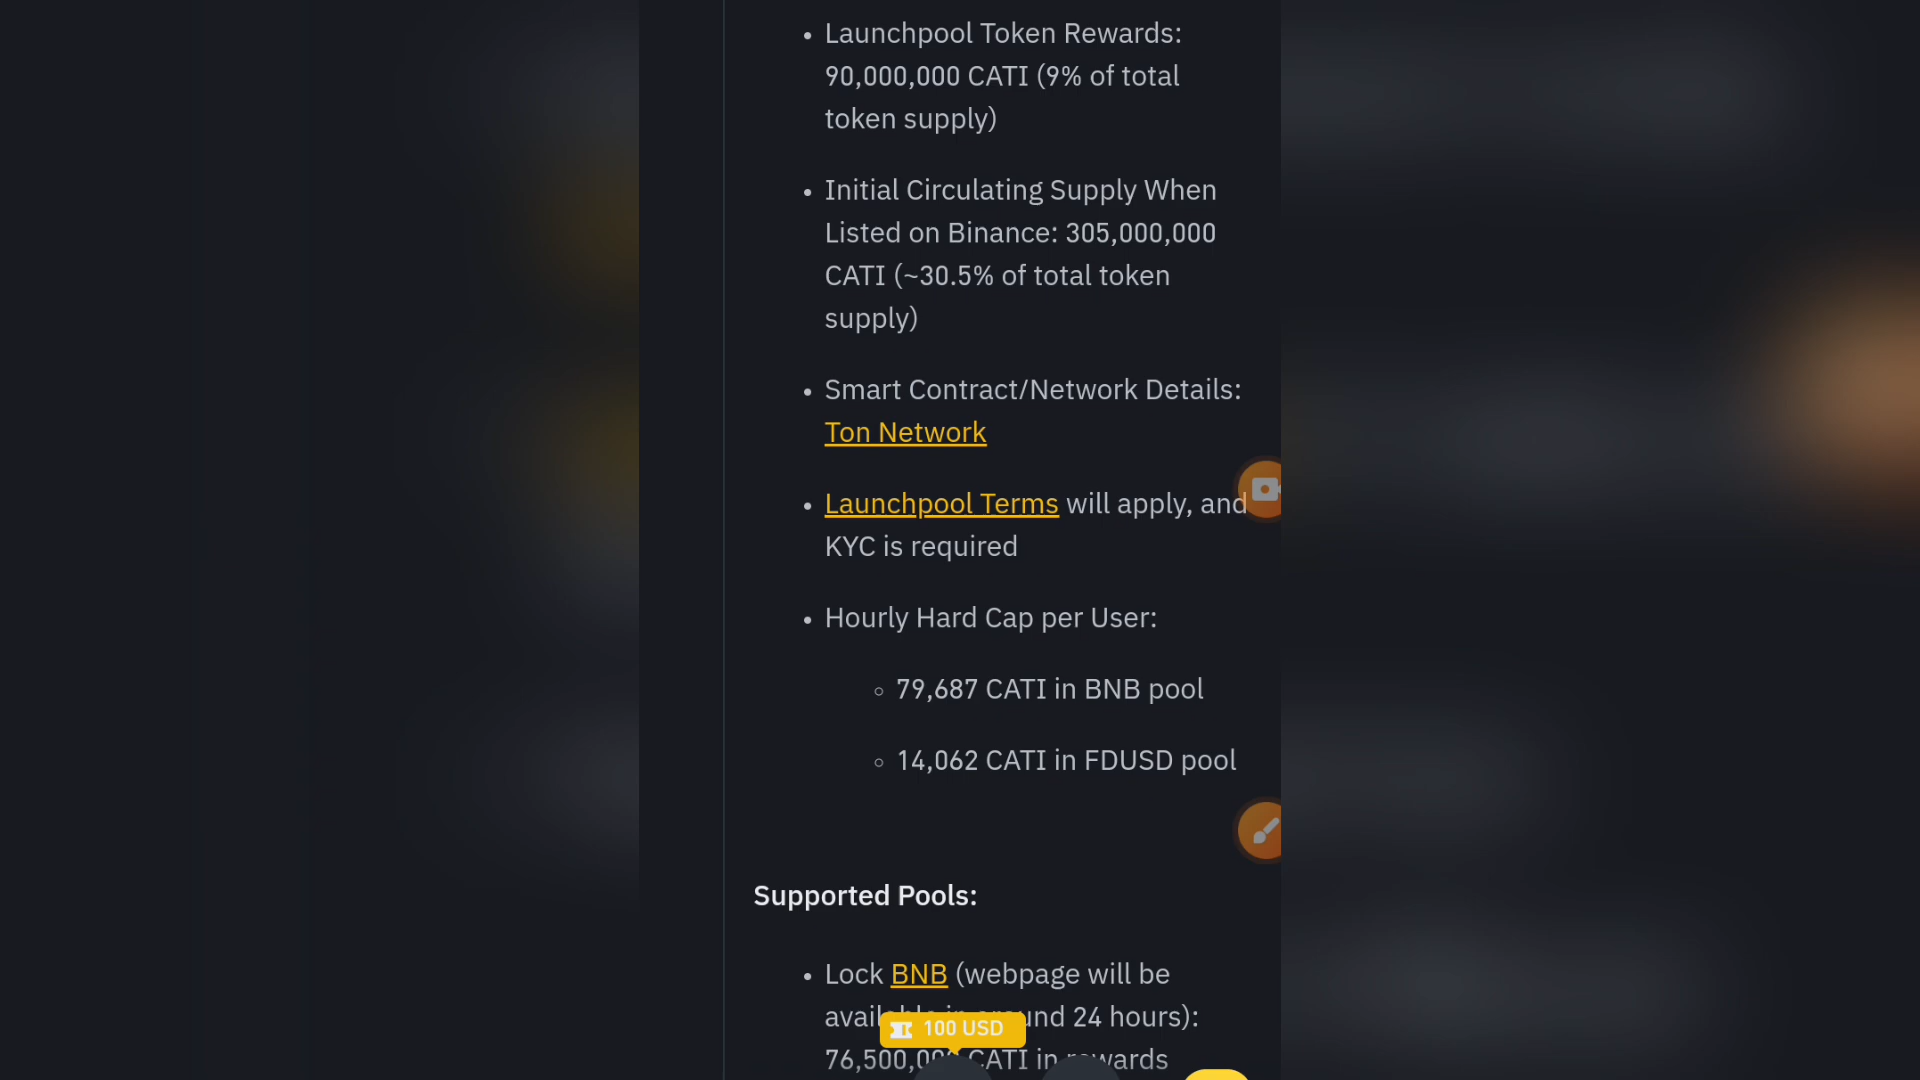 Launchpool Token Rewards:
90,000,000 CATI (9% of total
token supply)
Initial Circulating Supply When
Listed on Binance: 305,000,000
CATI (~30.5% of total token
supply)
Smart Contract/Network Details:
Ton Network
Launchpool Terms will apply, and
KYC is required
Hourly Hard Cap per User:
79,687 CATI in BNB pool
14,062 CATI in FDUSD pool
Supported Pools:
Lock BNB (webpage will be
24 hours):
100 USD
CATI in rewards